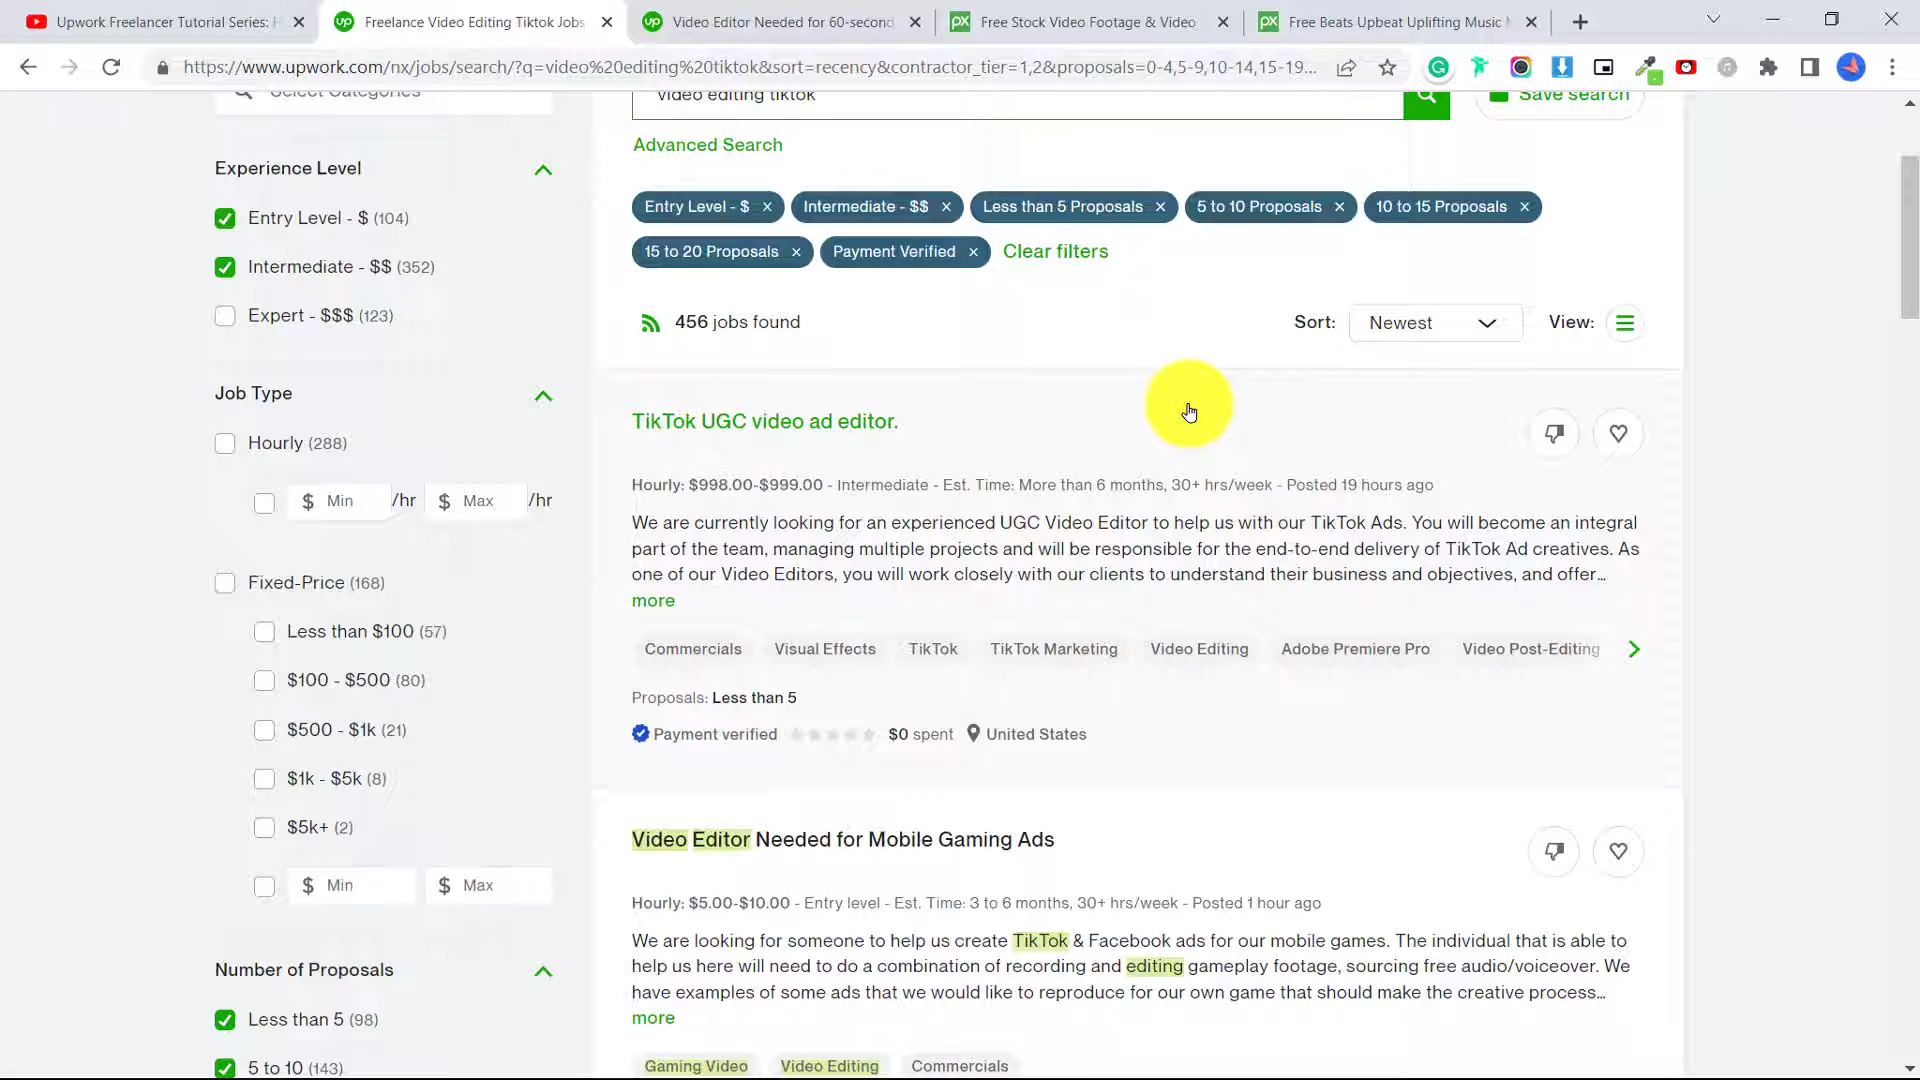 Upwork Freelancer Tutorial Series:
Freelance Video Editing Tiktok Jobs
Video Editor Needed for 60-second
Free Stock Video Footage & Video
Free Beats Upbeat Uplifting Music
https://www.upwork.com/nx/jobs/search/?q=video%20editing%20tiktok&sort=recency&contractor_tier=1,2&proposals=0-4,5-9,10-14,15-19...
Select Categories
video editing tiktok
Save search
Advanced Search
Experience Level
Entry Level - $ (104)
Intermediate - $$ (352)
Expert - $$$ (123)
Entry Level - $ ×
Intermediate - $$ ×
Less than 5 Proposals ×
5 to 10 Proposals ×
10 to 15 Proposals ×
15 to 20 Proposals ×
Payment Verified ×
Clear filters
456 jobs found
Sort: Newest
View:
Job Type
Hourly (288)
$ Min /hr $ Max /hr
Fixed-Price (168)
Less than $100 (57)
$100 - $500 (80)
$500 - $1k (21)
$1k - $5k (8)
$5k+ (2)
$ Min $ Max
Number of Proposals
Less than 5 (98)
5 to 10 (143)
TikTok UGC video ad editor.
Hourly: $998.00-$999.00 - Intermediate - Est. Time: More than 6 months, 30+ hrs/week - Posted 19 hours ago
We are currently looking for an experienced UGC Video Editor to help us with our TikTok Ads. You will become an integral
part of the team, managing multiple projects and will be responsible for the end-to-end delivery of TikTok Ad creatives. As
one of our Video Editors, you will work closely with our clients to understand their business and objectives, and offer…
more
Commercials Visual Effects TikTok TikTok Marketing Video Editing Adobe Premiere Pro Video Post-Editing
Proposals: Less than 5
Payment verified $0 spent United States
Video Editor Needed for Mobile Gaming Ads
Hourly: $5.00-$10.00 - Entry level - Est. Time: 3 to 6 months, 30+ hrs/week - Posted 1 hour ago
We are looking for someone to help us create TikTok & Facebook ads for our mobile games. The individual that is able to
help us here will need to do a combination of recording and editing gameplay footage, sourcing free audio/voiceover. We
have examples of some ads that we would like to reproduce for our own game that should make the creative process…
more
Gaming Video Video Editing Commercials